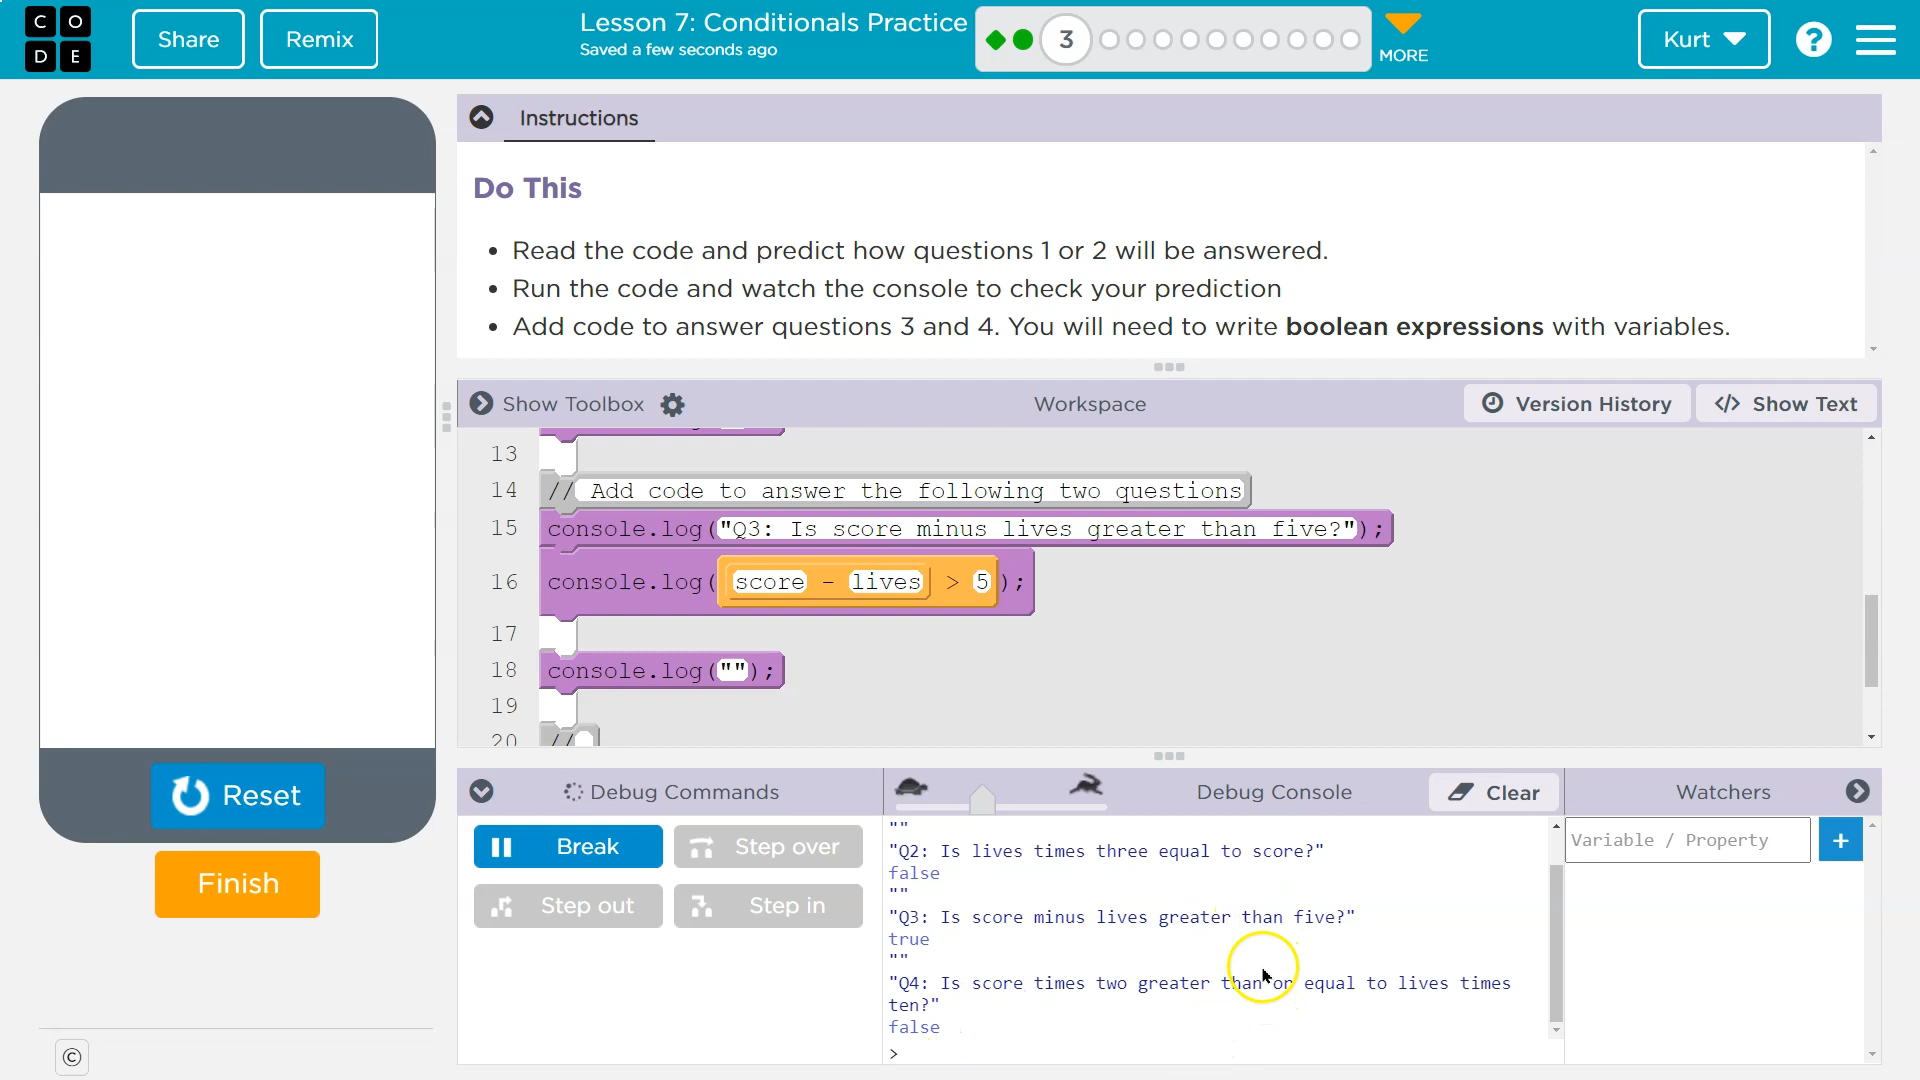 C O
D E
Share
Remix
Lesson 7: Conditionals Practice
Saved a few seconds ago
3
MORE
Kurt
?
Instructions
Do This
• Read the code and predict how questions 1 or 2 will be answered.
• Run the code and watch the console to check your prediction
• Add code to answer questions 3 and 4. You will need to write boolean expressions with variables.
Show Toolbox
Workspace
Version History
</> Show Text
13
14 // Add code to answer the following two questions
15 console.log("Q3: Is score minus lives greater than five?");
16 console.log(score - lives > 5);
17
18 console.log("");
19
20 //
Reset
Finish
©
Debug Commands
Debug Console
Clear
Watchers
Break
Step over
Step out
Step in
""
"Q2: Is lives times three equal to score?"
false
""
"Q3: Is score minus lives greater than five?"
true
""
"Q4: Is score times two greater than or equal to lives times
ten?"
false
>
Variable / Property
+